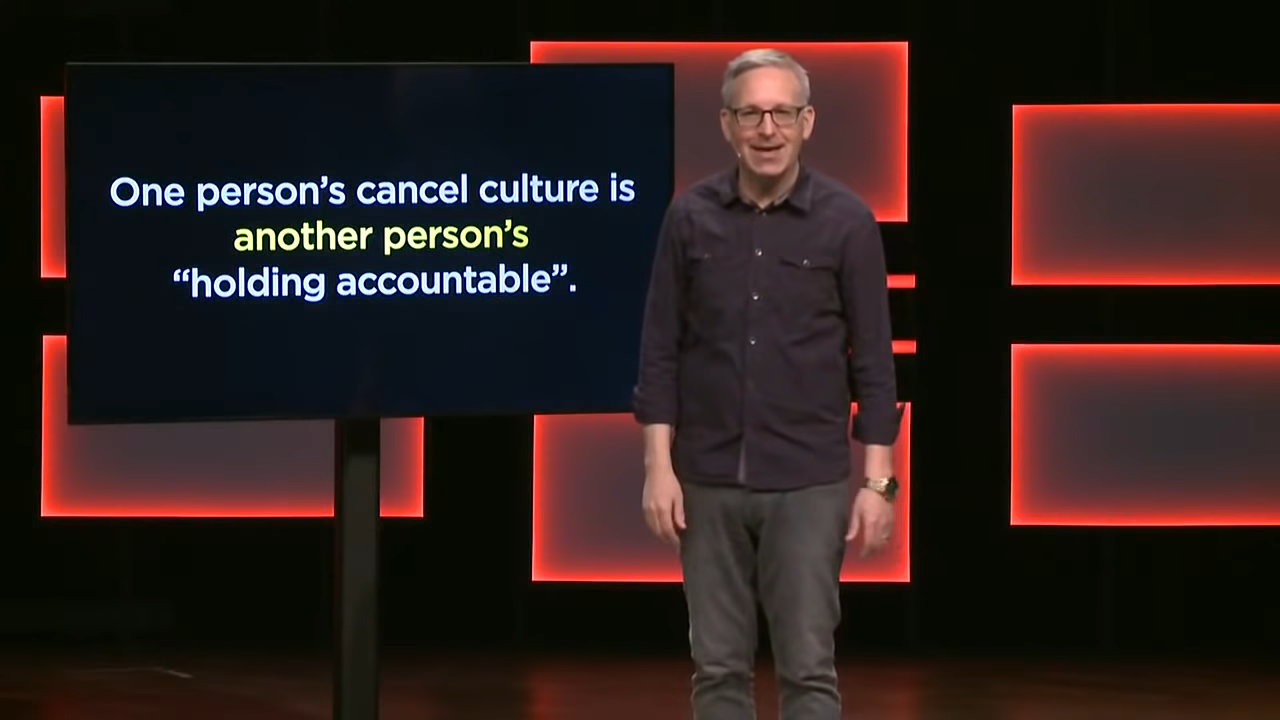 One person’s cancel culture is
another person’s
“holding accountable”.